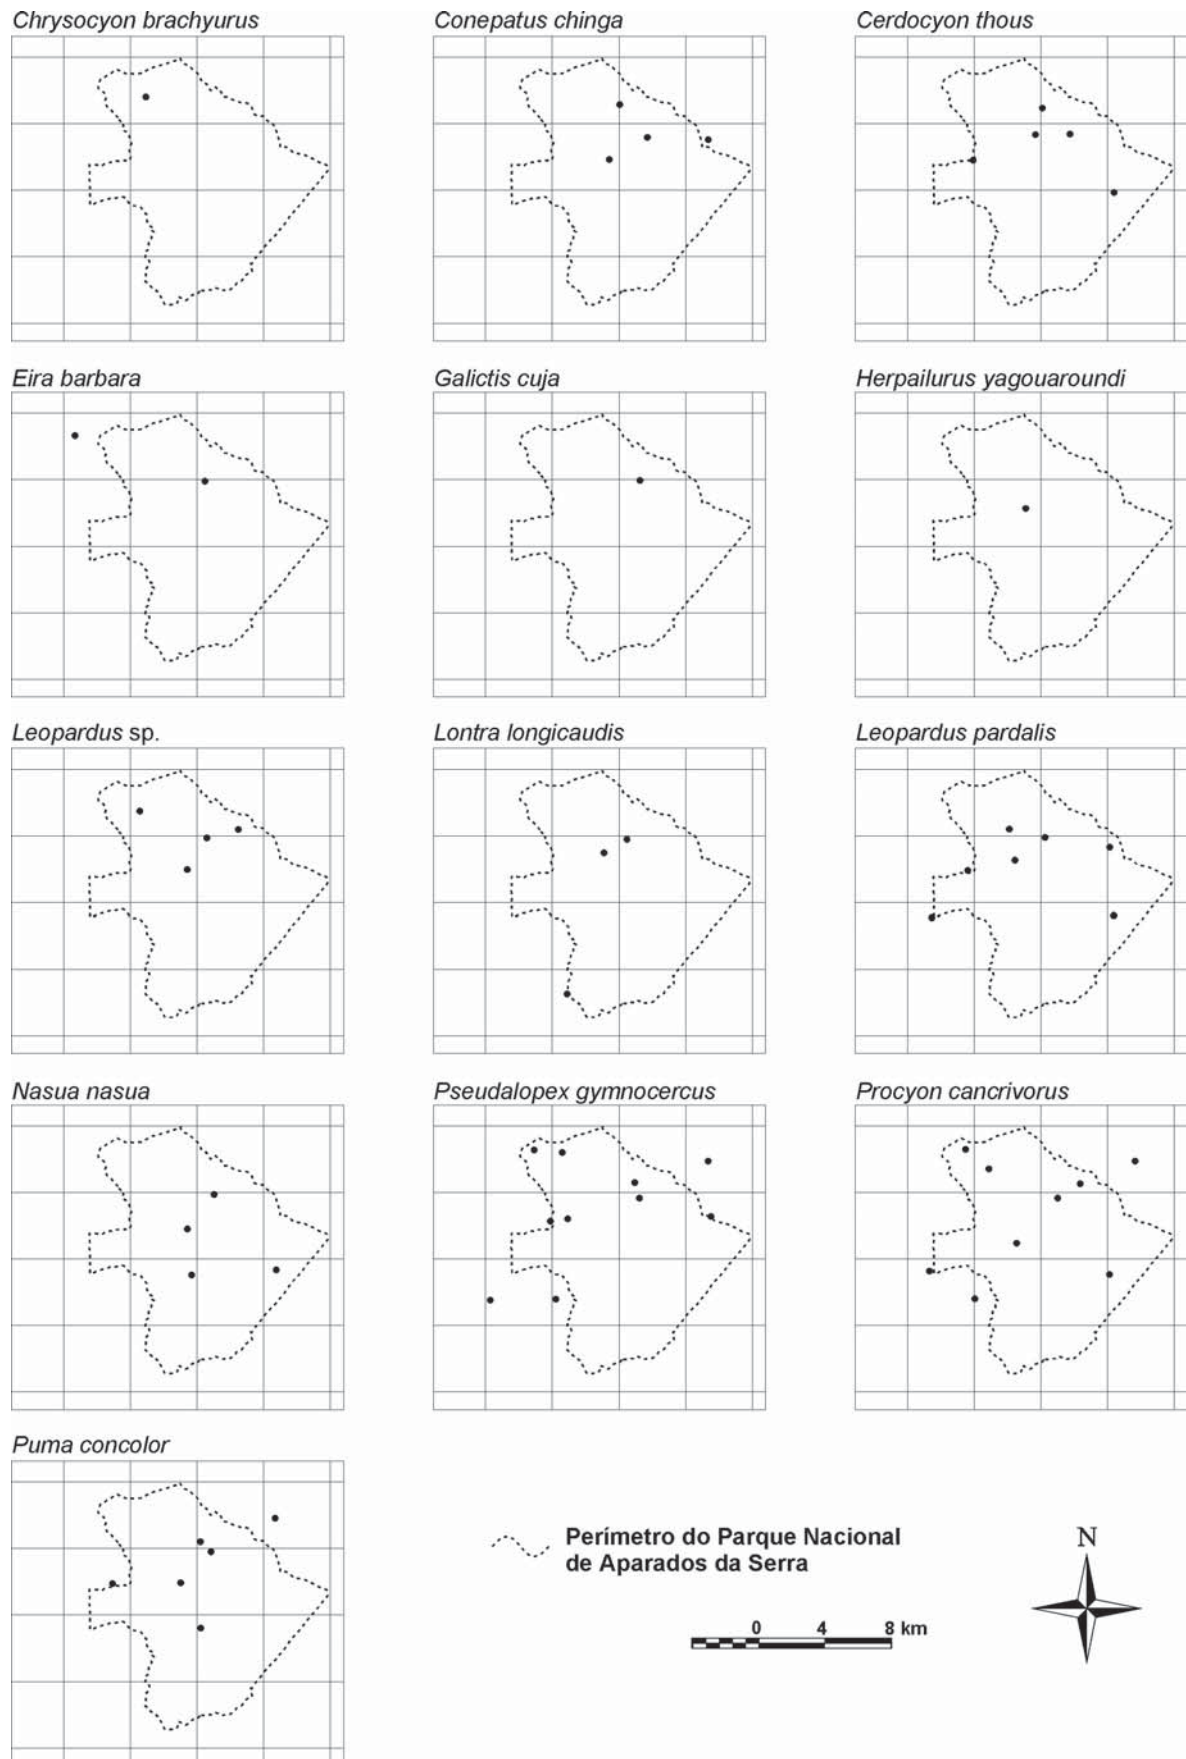 Chrysocyon brachyurus
Conepatus chinga
Cerdocyon thous
Eira barbara
Galictis cuja
Herpailurus yagouaroundi
Leopardus sp.
Lontra longicaudis
Leopardus pardalis
Nasua nasua
Pseudalopex gymnocercus
Procyon cancrivorus
Puma concolor
Perímetro do Parque Nacional
de Aparados da Serra
N
0 4 8 km